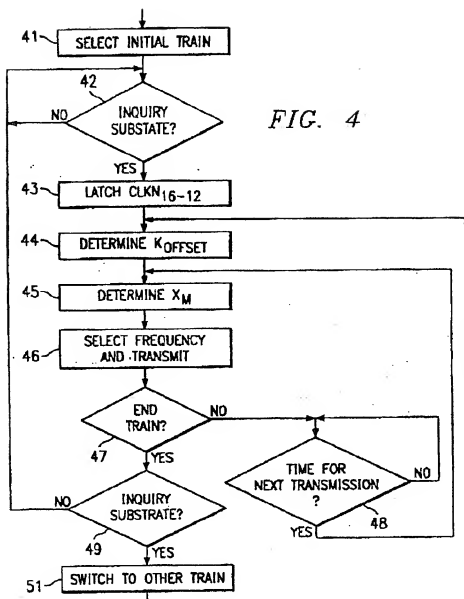 41
SELECT INITIAL TRAIN
42
NO
INQUIRY
SUBSTATE?
FIG. 4
YES
43
LATCH CLKN16-12
44
DETERMINE KOFFSET
45
DETERMINE XM
46
SELECT FREQUENCY
AND TRANSMIT
END
TRAIN?
NO
47
YES
TIME FOR
NEXT TRANSMISSION
?
NO
YES
48
NO
INQUIRY
SUBSTRATE?
49
YES
51
SWITCH TO OTHER TRAIN